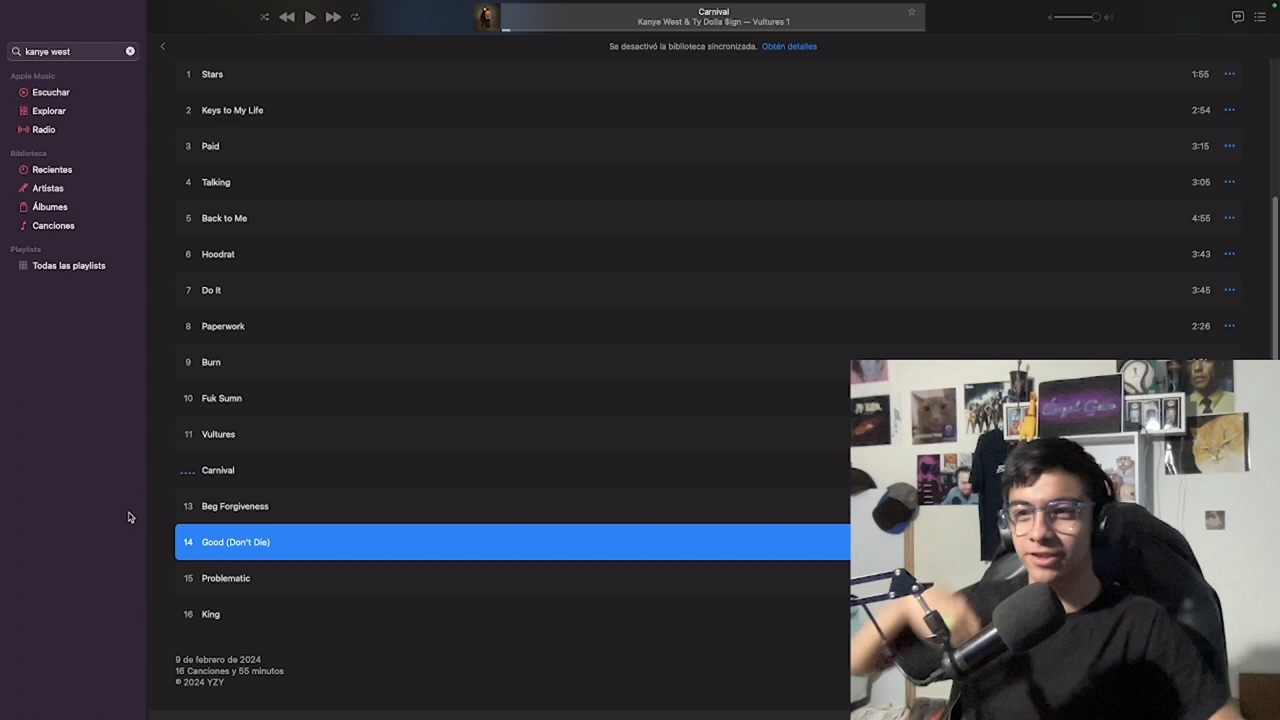 Carnival
Kanye West & Ty Dolla $ign — Vultures 1
kanye west
Se desactivó la biblioteca sincronizada. Obtén detalles
Apple Music
Escuchar
Explorar
Radio
Biblioteca
Recientes
Artistas
Álbumes
Canciones
Playlists
Todas las playlists
1 Stars 1:55
2 Keys to My Life 2:54
3 Paid 3:15
4 Talking 3:05
5 Back to Me 4:55
6 Hoodrat 3:43
7 Do It 3:45
8 Paperwork 2:26
9 Burn
10 Fuk Sumn
11 Vultures
Carnival
13 Beg Forgiveness
14 Good (Don't Die)
15 Problematic
16 King
9 de febrero de 2024
16 Canciones y 55 minutos
℗ 2024 YZY